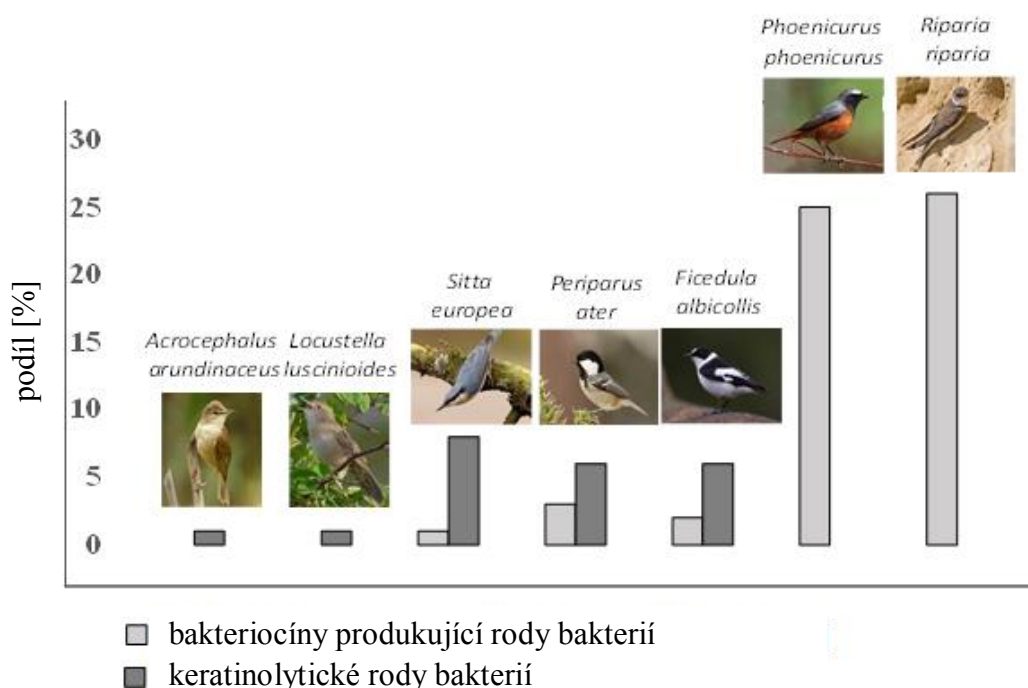 Phoenicurus phoenicurus
Riparia riparia
30
25
20
15
10
5
0
podíl [%]
Sitta europea
Periparus ater
Ficedula albicollis
Acrocephalus arundinaceus
Locustella luscinioides
bakteriocíny produkující rody bakterií
keratinolytické rody bakterií